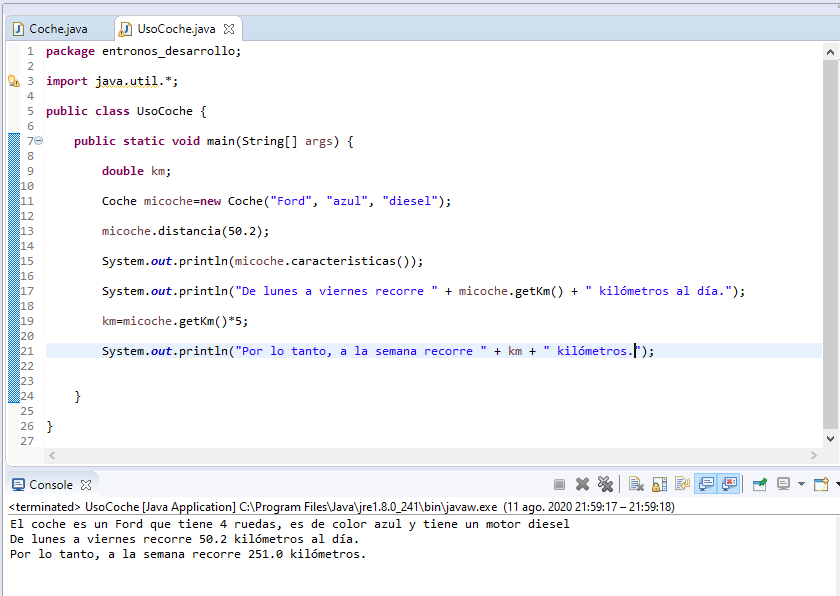 Coche.java UsoCoche.java
1 package entronos_desarrollo;
2
3 import java.util.*;
4
5 public class UsoCoche {
6
7 public static void main(String[] args) {
8
9 double km;
10
11 Coche micoche=new Coche("Ford", "azul", "diesel");
12
13 micoche.distancia(50.2);
14
15 System.out.println(micoche.caracteristicas());
16
17 System.out.println("De lunes a viernes recorre " + micoche.getKm() + " kilómetros al día.");
18
19 km=micoche.getKm()*5;
20
21 System.out.println("Por lo tanto, a la semana recorre " + km + " kilómetros.");
22
23
24 }
25
26 }
27
Console
<terminated> UsoCoche [Java Application] C:\Program Files\Java\jre1.8.0_241\bin\javaw.exe (11 ago. 2020 21:59:17 – 21:59:18)
El coche es un Ford que tiene 4 ruedas, es de color azul y tiene un motor diesel
De lunes a viernes recorre 50.2 kilómetros al día.
Por lo tanto, a la semana recorre 251.0 kilómetros.